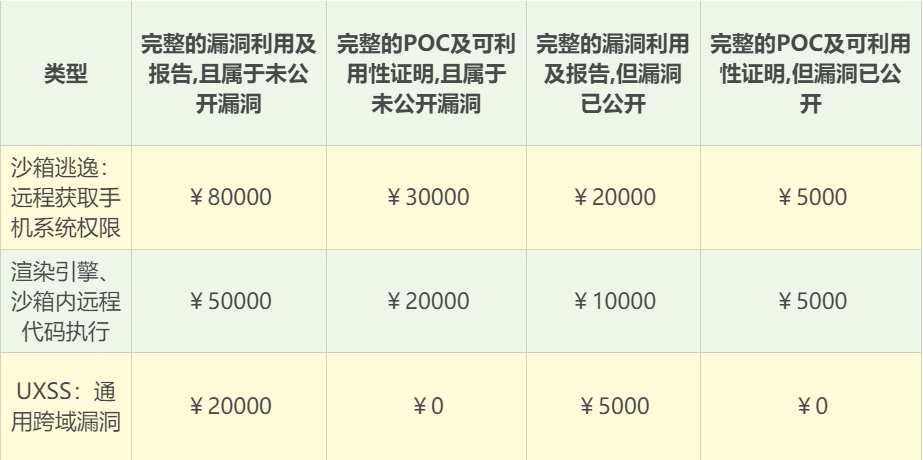 类型
完整的漏洞利用及
报告,且属于未公
开漏洞
完整的POC及可利
用性证明,且属于
未公开漏洞
完整的漏洞利用
及报告,但漏洞
已公开
完整的POC及可利用
性证明,但漏洞已公
开
沙箱逃逸：
远程获取手
机系统权限
￥80000
￥30000
￥20000
￥5000
渲染引擎、
沙箱内远程
代码执行
￥50000
￥20000
￥10000
￥5000
UXSS：通
用跨域漏洞
￥20000
￥0
￥5000
￥0